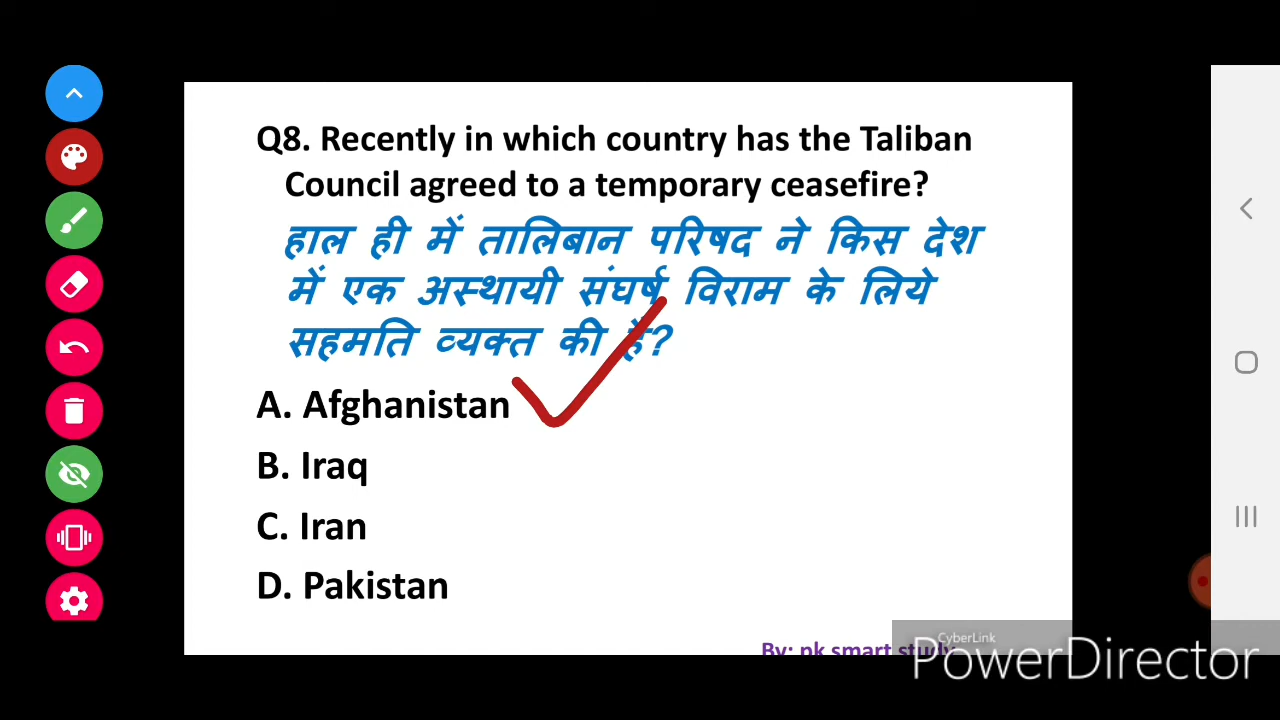 Q8. Recently in which country has the Taliban
Council agreed to a temporary ceasefire?
हाल ही में तालिबान परिषद ने किस देश
में एक अस्थायी संघर्ष विराम के लिये
सहमति व्यक्त की है?
A. Afghanistan
B. Iraq
C. Iran
D. Pakistan
By: pk smart study
CyberLink
PowerDirector